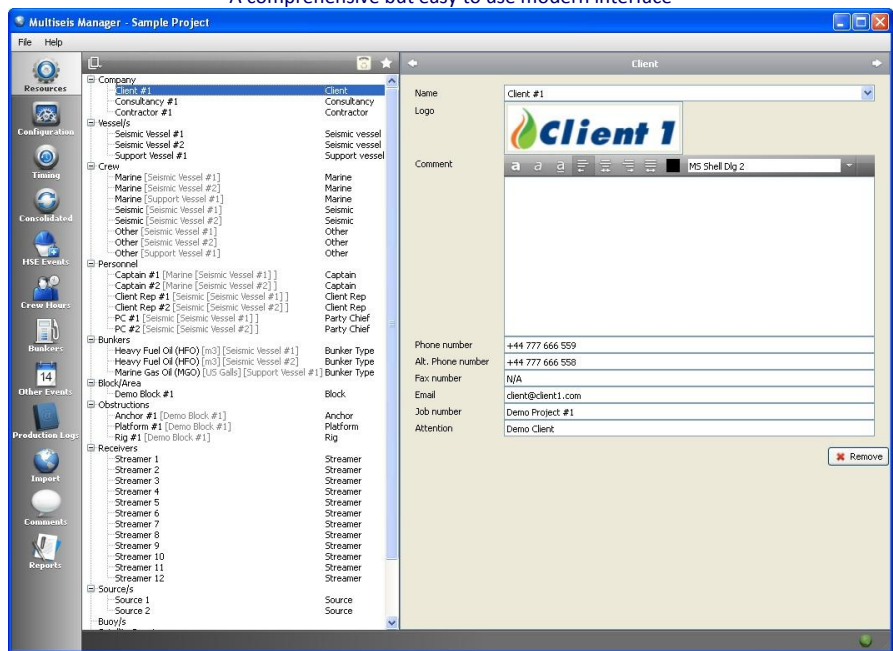 A comprehensive but easy to use modern interface
Multiseis Manager - Sample Project
File Help
Resources
Configuration
Timing
Consolidated
HSE Events
Crew Hours
Bunkers
14
Other Events
Production Logs
Import
Comments
Reports
Company
Client #1 Client
Consultancy #1 Consultancy
Contractor #1 Contractor
Vessel/s
Seismic Vessel #1 Seismic vessel
Seismic Vessel #2 Seismic vessel
Support Vessel #1 Support vessel
Crew
Marine [Seismic Vessel #1] Marine
Marine [Seismic Vessel #2] Marine
Marine [Support Vessel #1] Marine
Seismic [Seismic Vessel #1] Seismic
Seismic [Seismic Vessel #2] Seismic
Other [Seismic Vessel #1] Other
Other [Seismic Vessel #2] Other
Other [Support Vessel #1] Other
Personnel
Captain #1 [Marine [Seismic Vessel #1] ] Captain
Captain #2 [Marine [Seismic Vessel #2] ] Captain
Client Rep #1 [Seismic [Seismic Vessel #1] ] Client Rep
Client Rep #2 [Seismic [Seismic Vessel #2] ] Client Rep
PC #1 [Seismic [Seismic Vessel #1] ] Party Chief
PC #2 [Seismic [Seismic Vessel #2] ] Party Chief
Bunkers
Heavy Fuel Oil (HFO) [m3] [Seismic Vessel #1] Bunker Type
Heavy Fuel Oil (HFO) [m3] [Seismic Vessel #2] Bunker Type
Marine Gas Oil (MGO) [US Galls] [Support Vessel #1] Bunker Type
Block/Area
Demo Block #1 Block
Obstructions
Anchor #1 [Demo Block #1] Anchor
Platform #1 [Demo Block #1] Platform
Rig #1 [Demo Block #1] Rig
Receivers
Streamer 1 Streamer
Streamer 2 Streamer
Streamer 3 Streamer
Streamer 4 Streamer
Streamer 5 Streamer
Streamer 6 Streamer
Streamer 7 Streamer
Streamer 8 Streamer
Streamer 9 Streamer
Streamer 10 Streamer
Streamer 11 Streamer
Streamer 12 Streamer
Source/s
Source 1 Source
Source 2 Source
Buoy/s
Client
Name Client #1
Logo Client 1
Comment a a a MS Shell Dlg 2
Phone number +44 777 666 559
Alt. Phone number +44 777 666 558
Fax number N/A
Email client@client1.com
Job number Demo Project #1
Attention Demo Client
Remove